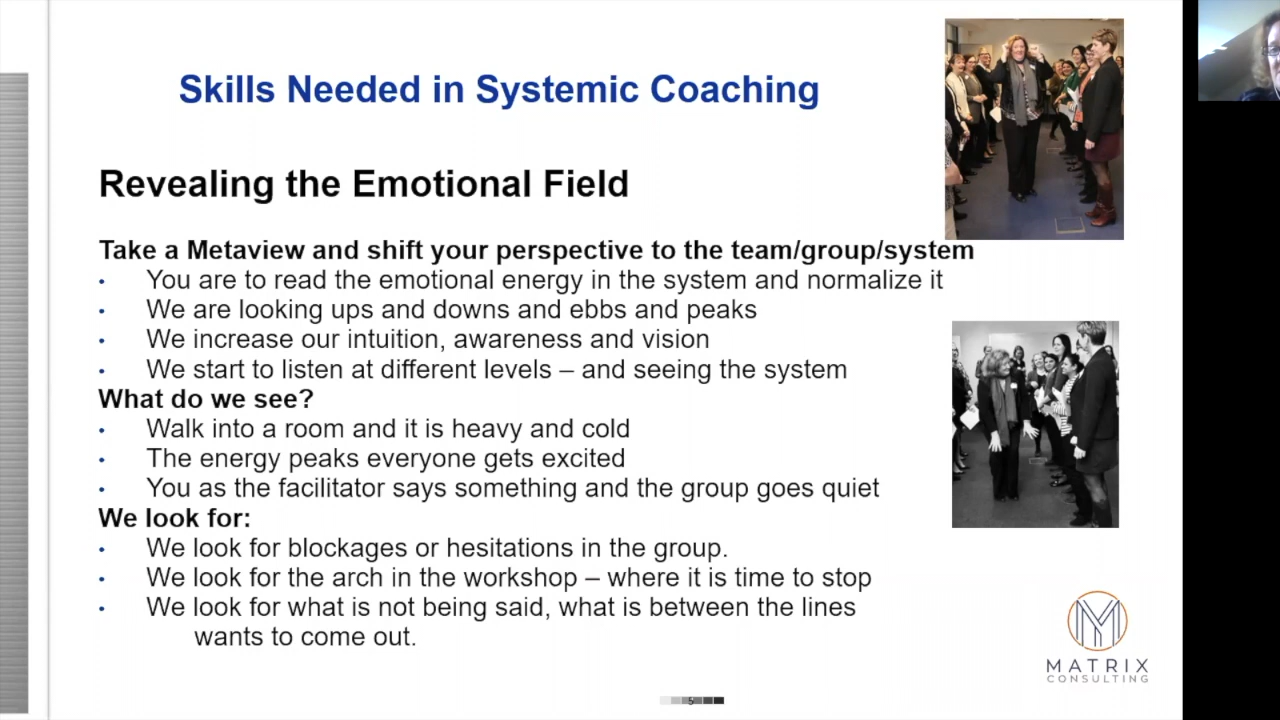 Skills Needed in Systemic Coaching
Revealing the Emotional Field
Take a Metaview and shift your perspective to the team/group/system
• You are to read the emotional energy in the system and normalize it
• We are looking ups and downs and ebbs and peaks
• We increase our intuition, awareness and vision
• We start to listen at different levels – and seeing the system
What do we see?
• Walk into a room and it is heavy and cold
• The energy peaks everyone gets excited
• You as the facilitator says something and the group goes quiet
We look for:
• We look for blockages or hesitations in the group.
• We look for the arch in the workshop – where it is time to stop
• We look for what is not being said, what is between the lines
wants to come out.
MATRIX
CONSULTING
5